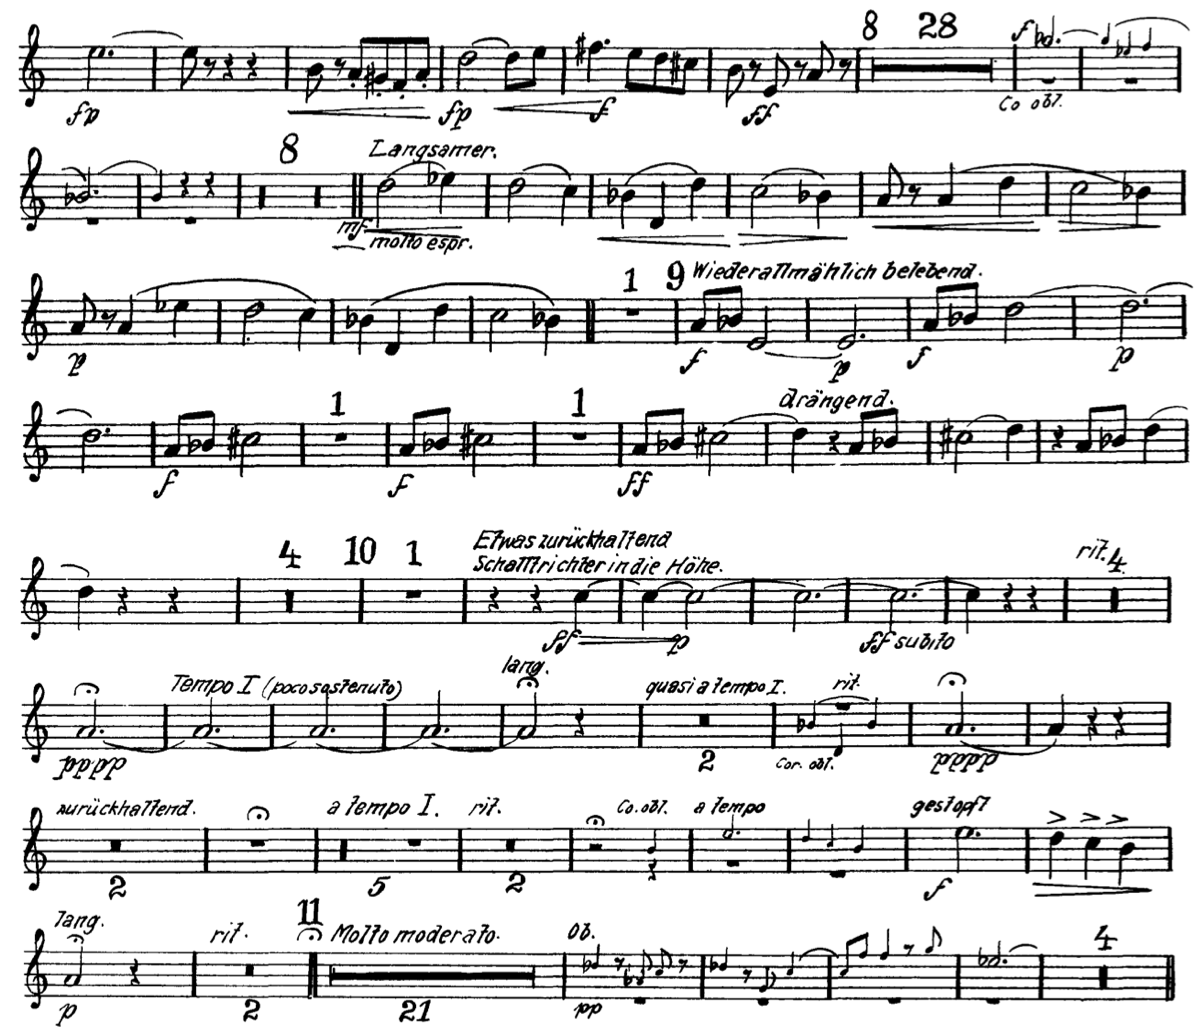 8 28 f
fp fp f ff Co obl.
8 Langsamer.
mf molto espr.
1 9 Wieder allmählich belebend.
p f p f p
1 1 drängend.
f f ff
Etwas zurückhaltend
4 10 1 Schalltrichter in die Höhe. rit. 4
ff p ff subito
lang.
Tempo I (poco sostenuto) quasi a tempo I. rit.
pppp 2 Cor. obl. pppp
zurückhaltend. a tempo I. rit. Co. obl. a tempo gestopft
2 5 2 f
lang. rit. 11 Molto moderato. Ob. 4
p 2 21 pp